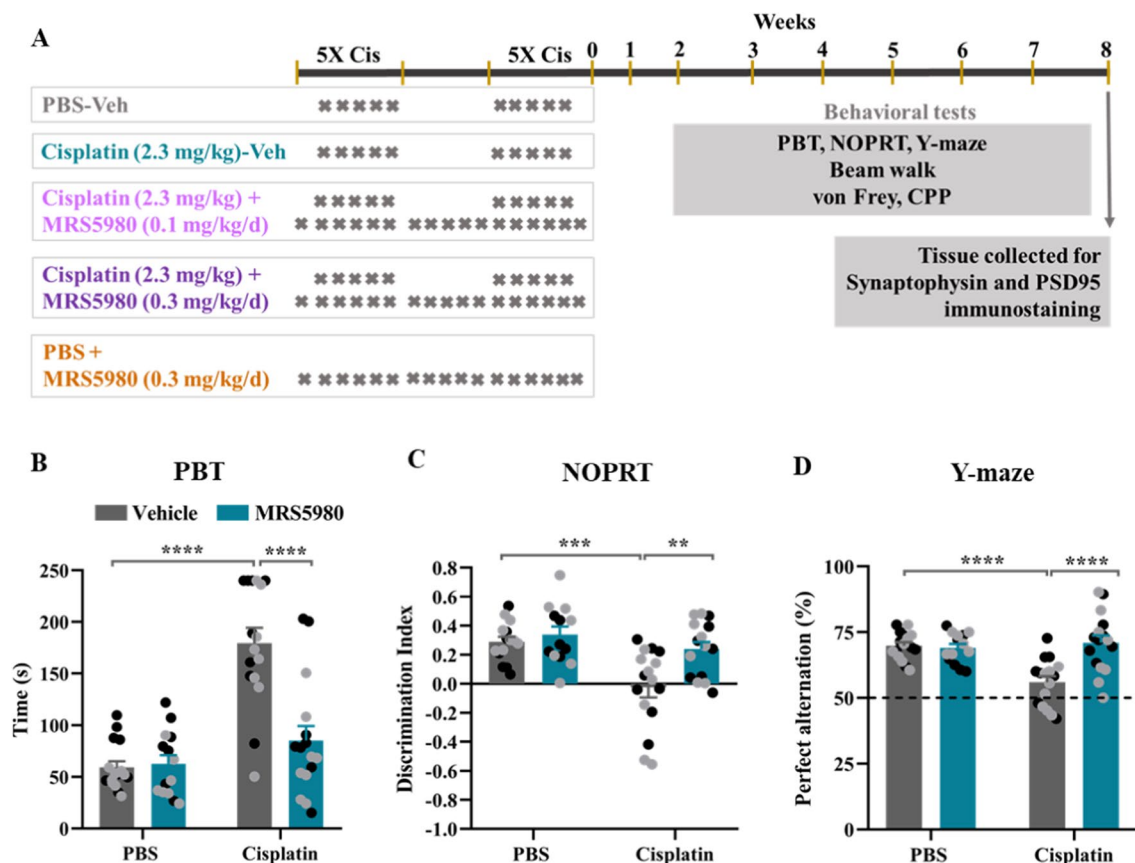 A
Weeks
5X Cis
5X Cis
0 1 2 3 4 5 6 7 8
PBS-Veh
Cisplatin (2.3 mg/kg)-Veh
Cisplatin (2.3 mg/kg) +
MRS5980 (0.1 mg/kg/d)
Cisplatin (2.3 mg/kg) +
MRS5980 (0.3 mg/kg/d)
PBS +
MRS5980 (0.3 mg/kg/d)
Behavioral tests
PBT, NOPRT, Y-maze
Beam walk
von Frey, CPP
Tissue collected for
Synaptophysin and PSD95
immunostaining
B
PBT
Vehicle
MRS5980
****
****
Time (s)
250
200
150
100
50
0
PBS
Cisplatin
C
NOPRT
***
**
Discrimination Index
0.8
0.6
0.4
0.2
0.0
-0.2
-0.4
-0.6
-0.8
-1.0
PBS
Cisplatin
D
Y-maze
****
****
Perfect alternation (%)
100
75
50
25
0
PBS
Cisplatin